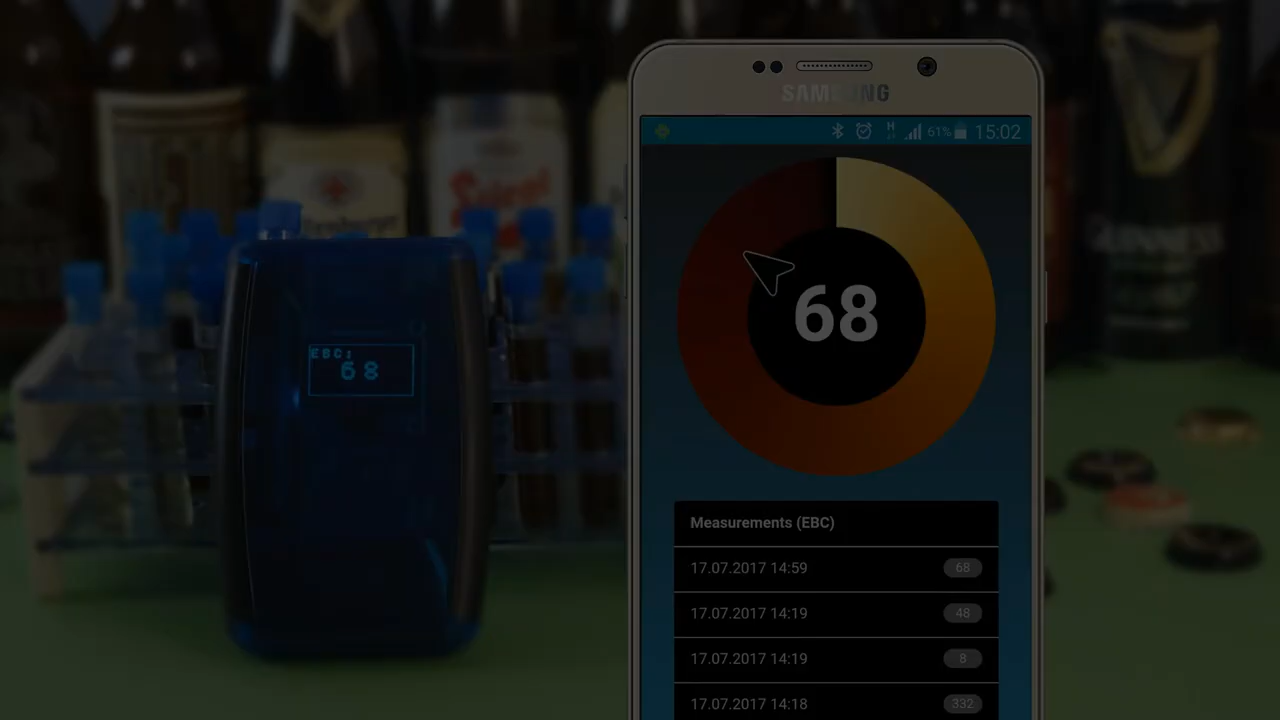 SAMSUNG
61% 15:02
68
EBC:
68
GUINNESS
Measurements (EBC)
17.07.2017 14:59 68
17.07.2017 14:19 48
17.07.2017 14:19 8
17.07.2017 14:18 332